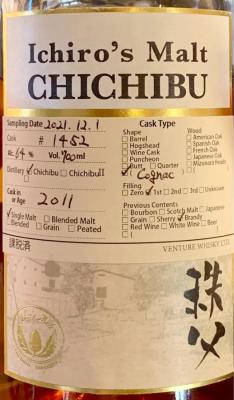 Ichiro's Malt
CHICHIBU
Sampling Date 2021.12.1
Cask # 1452
Alc. 64 % Vol. 700ml
Distillery ✓Chichibu □ChichibuⅡ
Cask in or Age 2011
✓Single Malt □Blended Malt
□Blended □Grain □Peated
課税済
Cask Type
Shape
□Barrel
□Hogshead
□Wine Cask
□Puncheon
□Butt □Quarter
✓( Cognac )
Wood
□American Oak
□Spanish Oak
□French Oak
□Japanese Oak
□Mizunara Heads
Filling
□Zero ✓1st □2nd □3rd □Unknown
Previous Contents
□Bourbon □Scotch Malt □Japanese
□Grain □Sherry ✓Brandy
□Red Wine □White Wine □Beer
VENTURE WHISKY LTD.
秩父